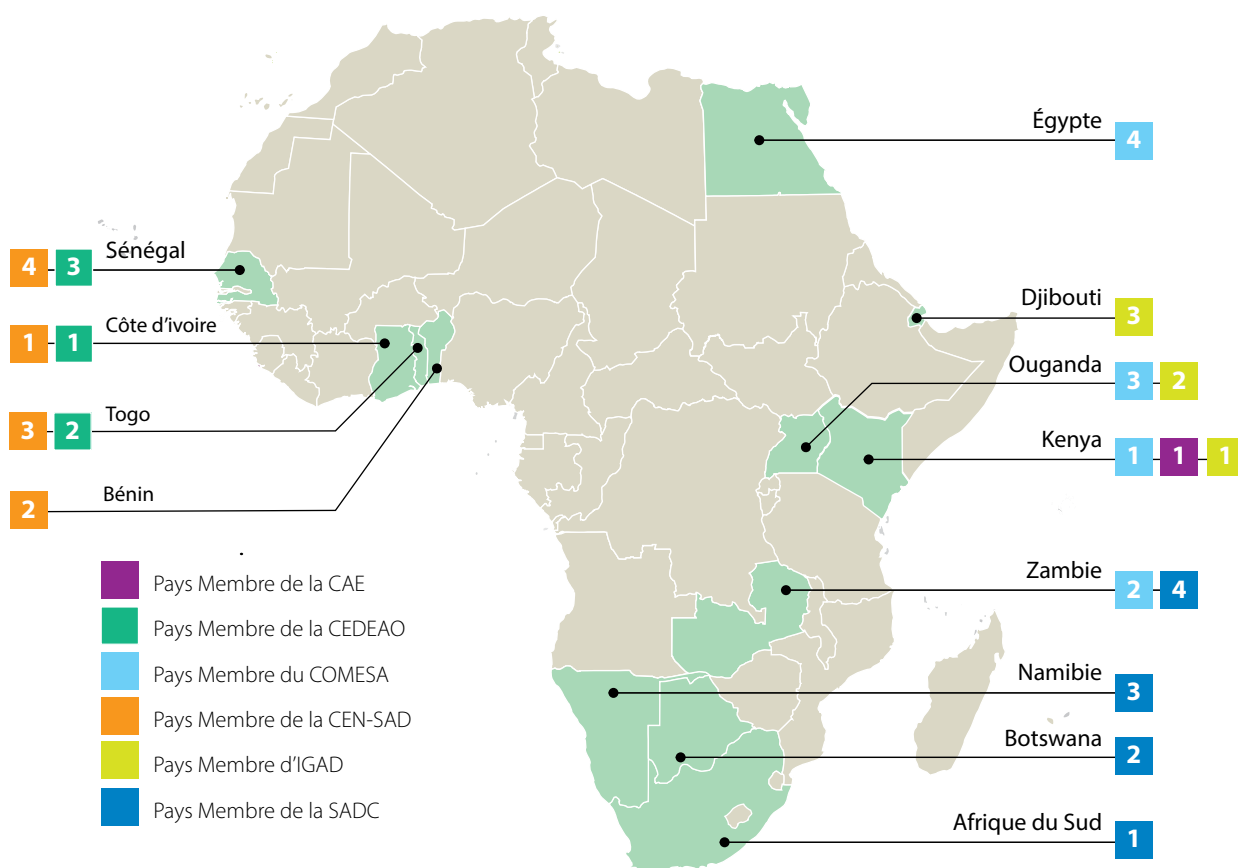 Égypte
4
Sénégal
4 3
Djibouti
3
Côte d’ivoire
1 1
Ouganda
3 2
Togo
3 2
Kenya
1 1 1
Bénin
2
Zambie
2 4
Namibie
3
Botswana
2
Afrique du Sud
1
Pays Membre de la CAE
Pays Membre de la CEDEAO
Pays Membre du COMESA
Pays Membre de la CEN-SAD
Pays Membre d’IGAD
Pays Membre de la SADC